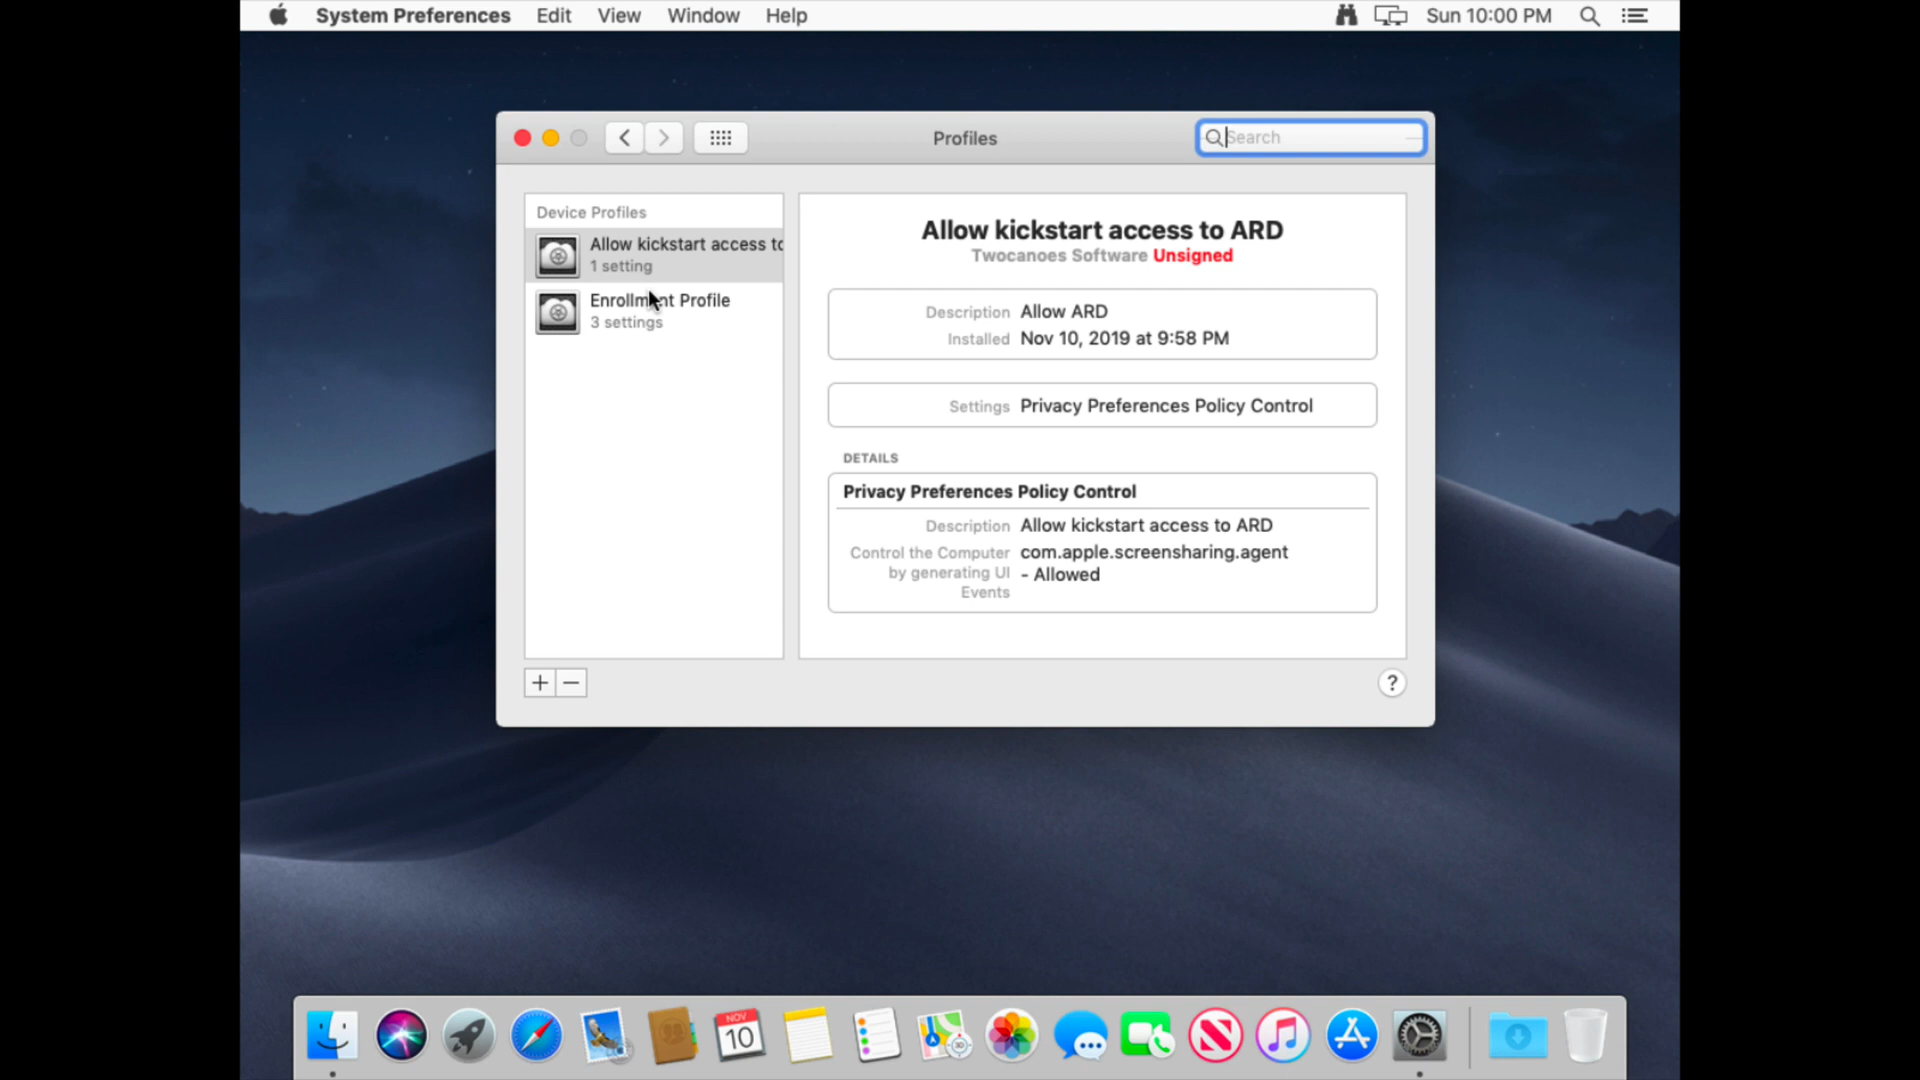 System Preferences Edit View Window Help Sun 10:00 PM
Profiles
Search
Device Profiles
Allow kickstart access to
1 setting
Enrollment Profile
3 settings
Allow kickstart access to ARD
Twocanoes Software Unsigned
Description Allow ARD
Installed Nov 10, 2019 at 9:58 PM
Settings Privacy Preferences Policy Control
DETAILS
Privacy Preferences Policy Control
Description Allow kickstart access to ARD
Control the Computer com.apple.screensharing.agent
by generating UI - Allowed
Events
+ −
?
NOV
10